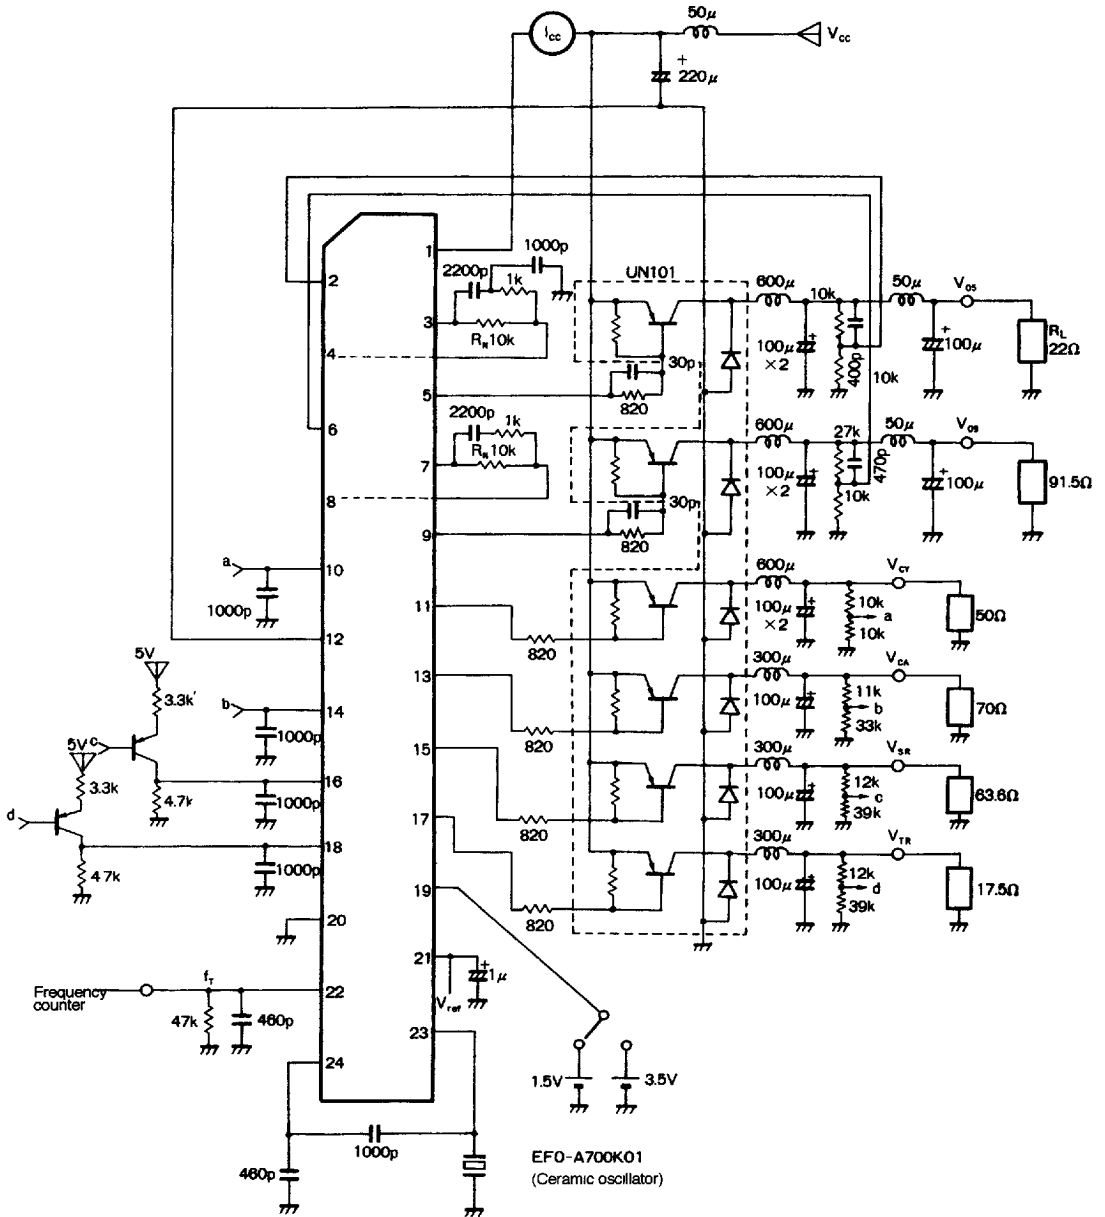 50μ
Icc
Vcc
+
220μ
1
1000p
2200p
1k
2
3
RN 10k
4
5
UN101
30p
820
600μ
10k
50μ
V05
100μ
×2
+
400p
10k
+
100μ
RL
22Ω
6
2200p
1k
RN 10k
7
8
9
30p
820
600μ
27k
50μ
V09
100μ
×2
+
470p
10k
+
100μ
91.5Ω
a
10
1000p
11
820
600μ
VCY
100μ
×2
+
10k
a
10k
50Ω
12
5V
3.3k
13
820
300μ
VCA
100μ
+
11k
b
33k
70Ω
b
14
1000p
5V
c
3.3k
15
16
4.7k
1000p
820
300μ
VSR
100μ
+
12k
c
39k
63.6Ω
d
17
18
4.7k
1000p
820
300μ
VTR
100μ
+
12k
d
39k
17.5Ω
19
20
21
+
1μ
Vref
Frequency
counter
fT
22
47k
460p
23
24
1.5V
3.5V
1000p
460p
EFO-A700K01
(Ceramic oscillator)